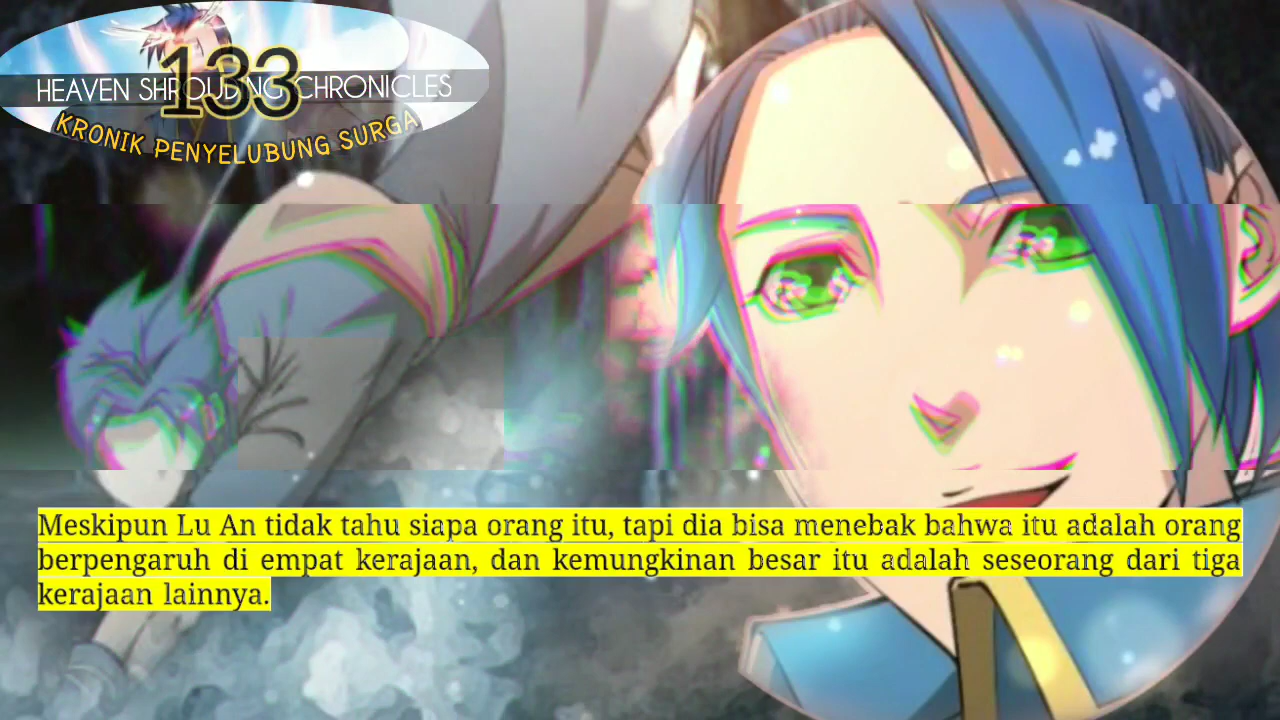 133
HEAVEN SHROUDING CHRONICLES
KRONIK PENYELUBUNG SURGA
Meskipun Lu An tidak tahu siapa orang itu, tapi dia bisa menebak bahwa itu adalah orang
berpengaruh di empat kerajaan, dan kemungkinan besar itu adalah seseorang dari tiga
kerajaan lainnya.